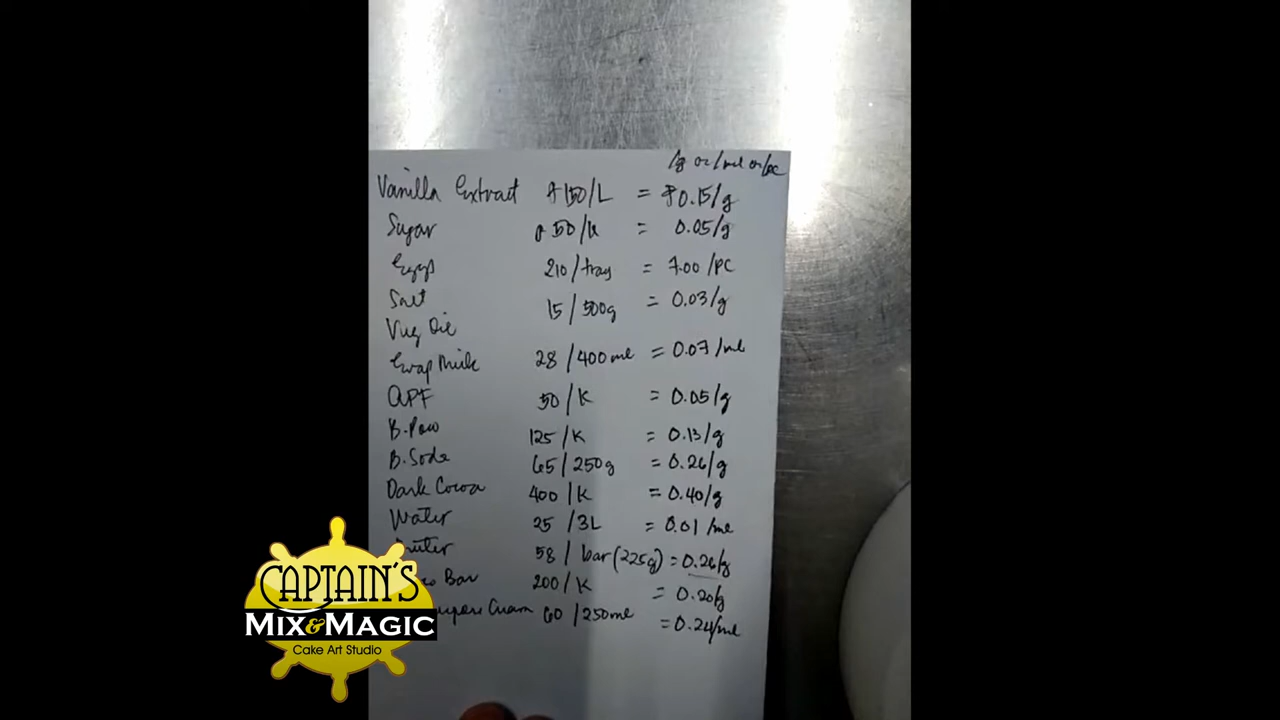 /g or /ml or /pc
Vanilla Extract ₱150/L = ₱0.15/g
Sugar ₱50/K = 0.05/g
Eggs 210/tray = 7.00/PC
Salt 15/500g = 0.03/g
Veg Oil
Evap Milk 28/400ml = 0.07/ml
APF 50/K = 0.05/g
B.Pow 125/K = 0.13/g
B.Soda 65/250g = 0.26/g
Dark Cocoa 400/K = 0.40/g
Water 25/3L = 0.01/ml
58/bar(225g) = 0.26/g
Bar 200/K = 0.20/g
Cream 60/250ml = 0.24/ml
CAPTAIN'S
MIX & MAGIC
Cake Art Studio